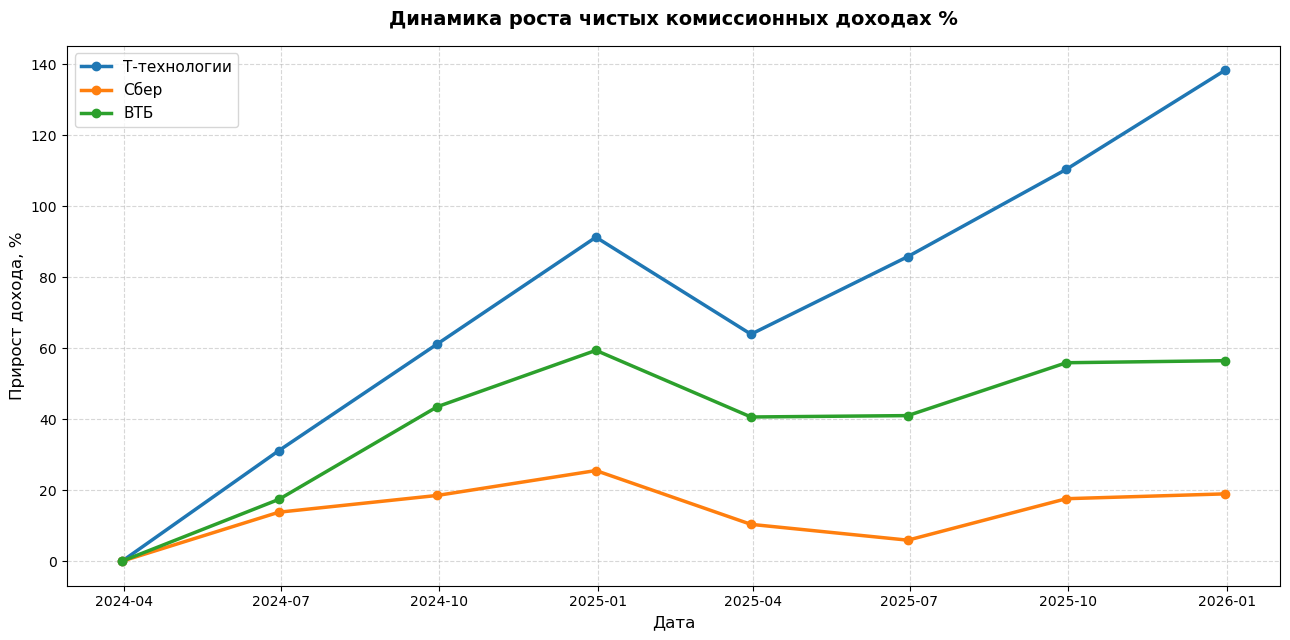 Динамика роста чистых комиссионных доходах %
Т-технологии
Сбер
ВТБ
Прирост дохода, %
140
120
100
80
60
40
20
0
2024-04
2024-07
2024-10
2025-01
2025-04
2025-07
2025-10
2026-01
Дата